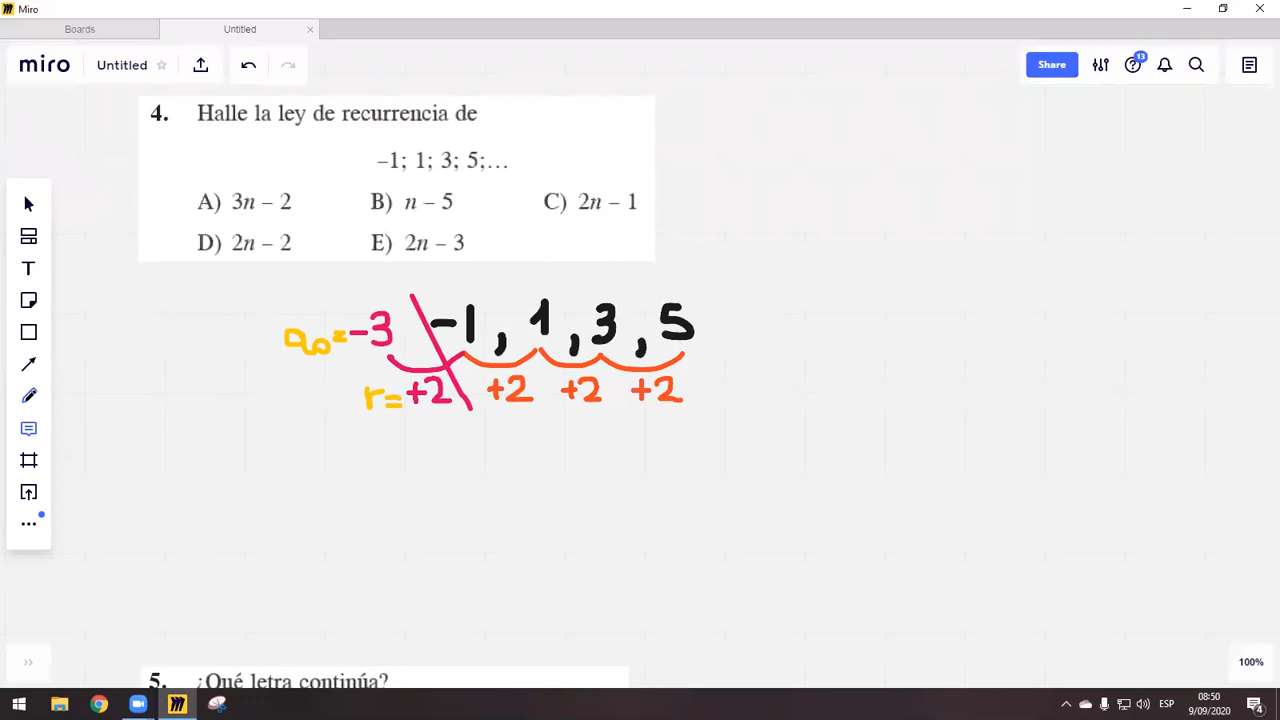 Miro
Boards
Untitled
miro
Untitled
13
Share
4. Halle la ley de recurrencia de
–1; 1; 3; 5;…
A) 3n – 2 B) n – 5 C) 2n – 1
D) 2n – 2 E) 2n – 3
a₀=-3 -1 , 1 , 3 , 5
r= +2 +2 +2 +2
100%
5. ¿Qué letra continúa?
ESP
08:50
9/09/2020
4